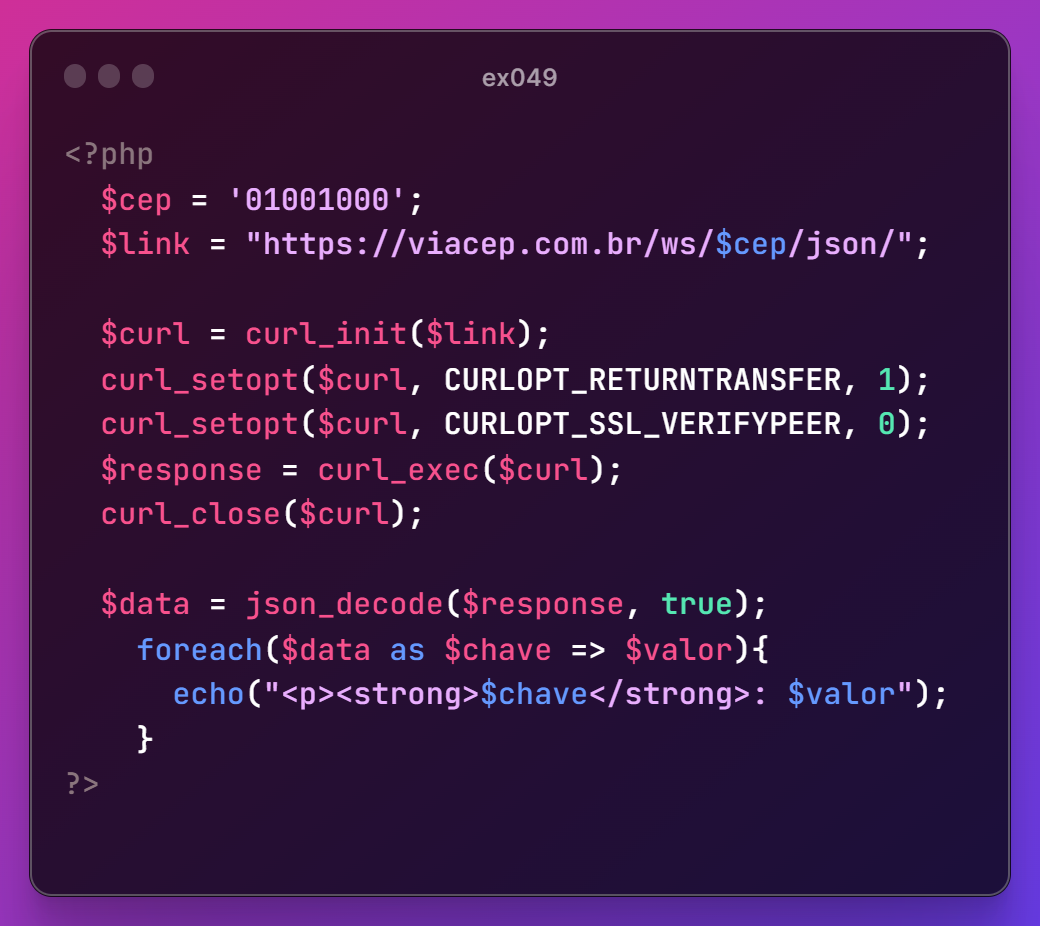 ex049
<?php
  $cep = '01001000';
  $link = "https://viacep.com.br/ws/$cep/json/";

  $curl = curl_init($link);
  curl_setopt($curl, CURLOPT_RETURNTRANSFER, 1);
  curl_setopt($curl, CURLOPT_SSL_VERIFYPEER, 0);
  $response = curl_exec($curl);
  curl_close($curl);

  $data = json_decode($response, true);
    foreach($data as $chave => $valor){
      echo("<p><strong>$chave</strong>: $valor");
    }
?>